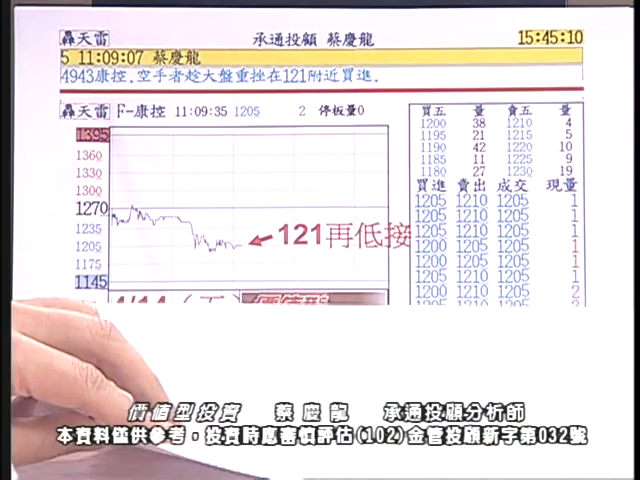 轟天雷 承通投顧 蔡慶龍 15:45:10
5 11:09:07 蔡慶龍
4943康控.空手者趁大盤重挫在121附近買進.
轟天雷 F-康控 11:09:35 1205 2 停板量0
1395
1360
1330
1300
1270
1235
1205
1175
1145
121再低接
買五 量 賣五 量
1200 38 1210 4
1195 21 1215 5
1190 42 1220 10
1185 11 1225 9
1180 27 1230 19
買進 賣出 成交 現量
1205 1210 1205 1
1205 1210 1205 1
1205 1210 1205 1
1200 1205 1205 1
1200 1205 1205 1
1205 1210 1205 1
1200 1210 1205 2
價值型投資 蔡慶龍 承通投顧分析師
本資料僅供參考，投資時應審慎評估(102)金管投顧新字第032號